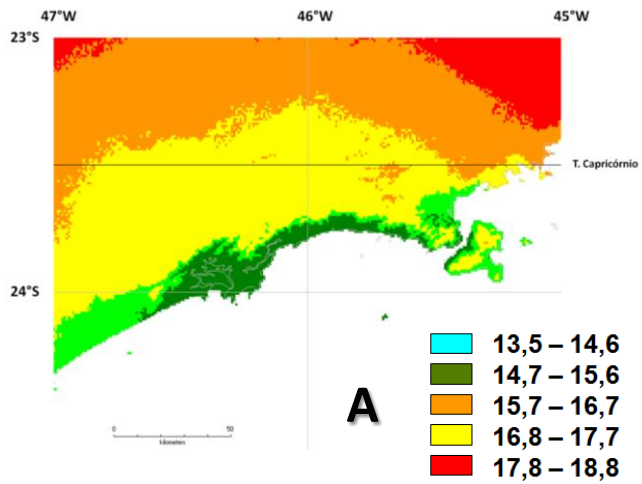 47°W 46°W 45°W
23°S
T. Capricórnio
24°S
13,5 – 14,6
14,7 – 15,6
15,7 – 16,7
16,8 – 17,7
17,8 – 18,8
A
0 50
kilometers